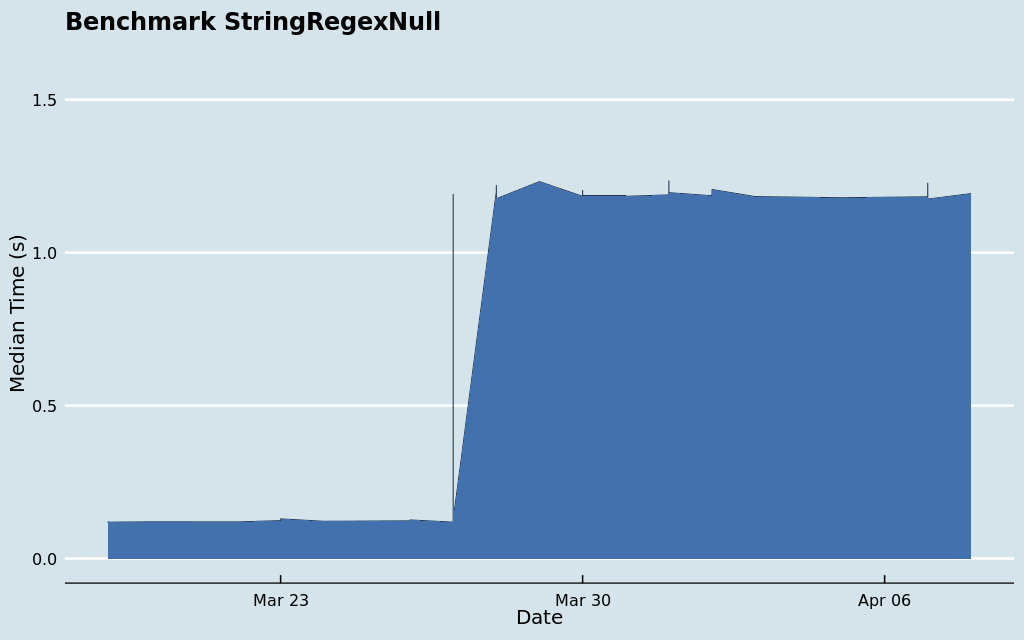 Benchmark StringRegexNull
1.5
1.0
0.5
0.0
Median Time (s)
Mar 23
Mar 30
Apr 06
Date